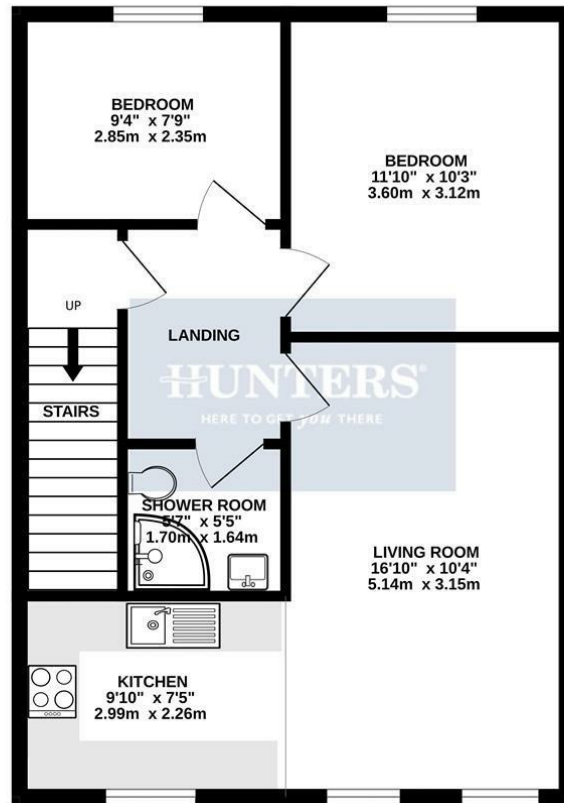 BEDROOM
9'4" x 7'9"
2.85m x 2.35m
BEDROOM
11'10" x 10'3"
3.60m x 3.12m
UP
LANDING
HUNTERS®
HERE TO GET you THERE
STAIRS
SHOWER ROOM
5'7" x 5'5"
1.70m x 1.64m
LIVING ROOM
16'10" x 10'4"
5.14m x 3.15m
KITCHEN
9'10" x 7'5"
2.99m x 2.26m